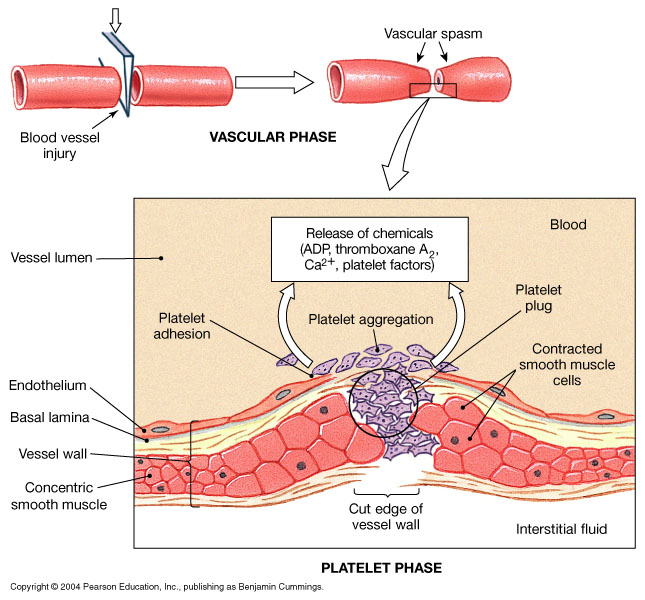 Vascular spasm
Blood vessel
injury
VASCULAR PHASE
Release of chemicals
(ADP, thromboxane A₂,
Ca²⁺, platelet factors)
Blood
Vessel lumen
Platelet
plug
Platelet
adhesion
Platelet aggregation
Contracted
smooth muscle
cells
Endothelium
Basal lamina
Vessel wall
Concentric
smooth muscle
Cut edge of
vessel wall
Interstitial fluid
PLATELET PHASE
Copyright © 2004 Pearson Education, Inc., publishing as Benjamin Cummings.